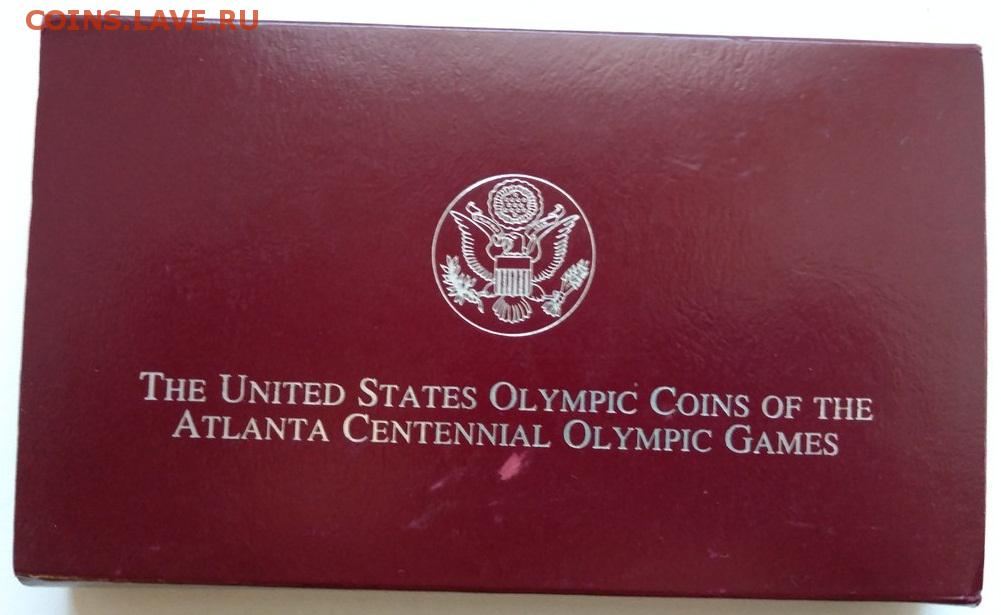 COINS.LAVE.RU
THE UNITED STATES OLYMPIC COINS OF THE
ATLANTA CENTENNIAL OLYMPIC GAMES